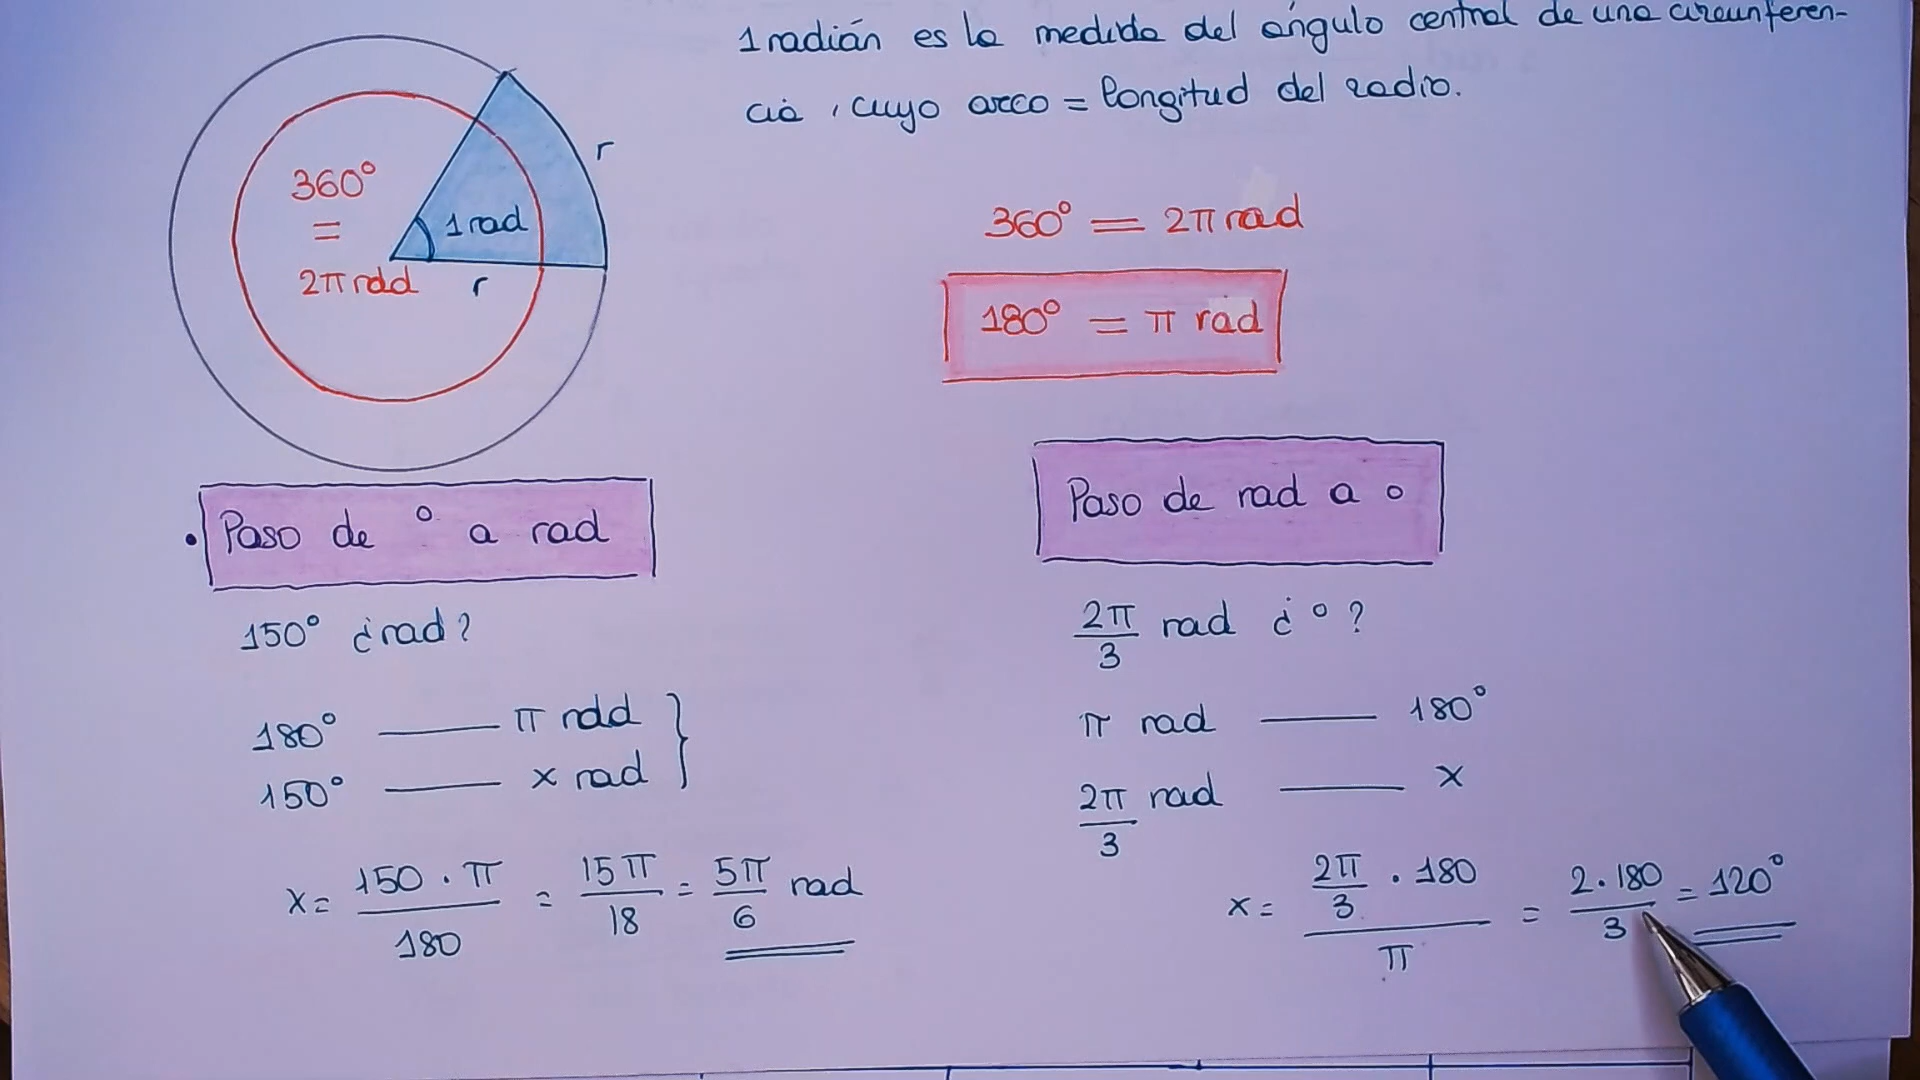 1 radián es la medida del ángulo central de una circunferen-
cia, cuyo arco = longitud del radio.
360° = 2π rad
1 rad
r
r
360° = 2π rad
180° = π rad
Paso de ° a rad
150° ¿rad?
180° — π rad
150° — x rad
x = 150 · π / 180 = 15π / 18 = 5π / 6 rad
Paso de rad a °
2π/3 rad ¿°?
π rad — 180°
2π/3 rad — x
x = 2π/3 · 180 / π = 2 · 180 / 3 = 120°